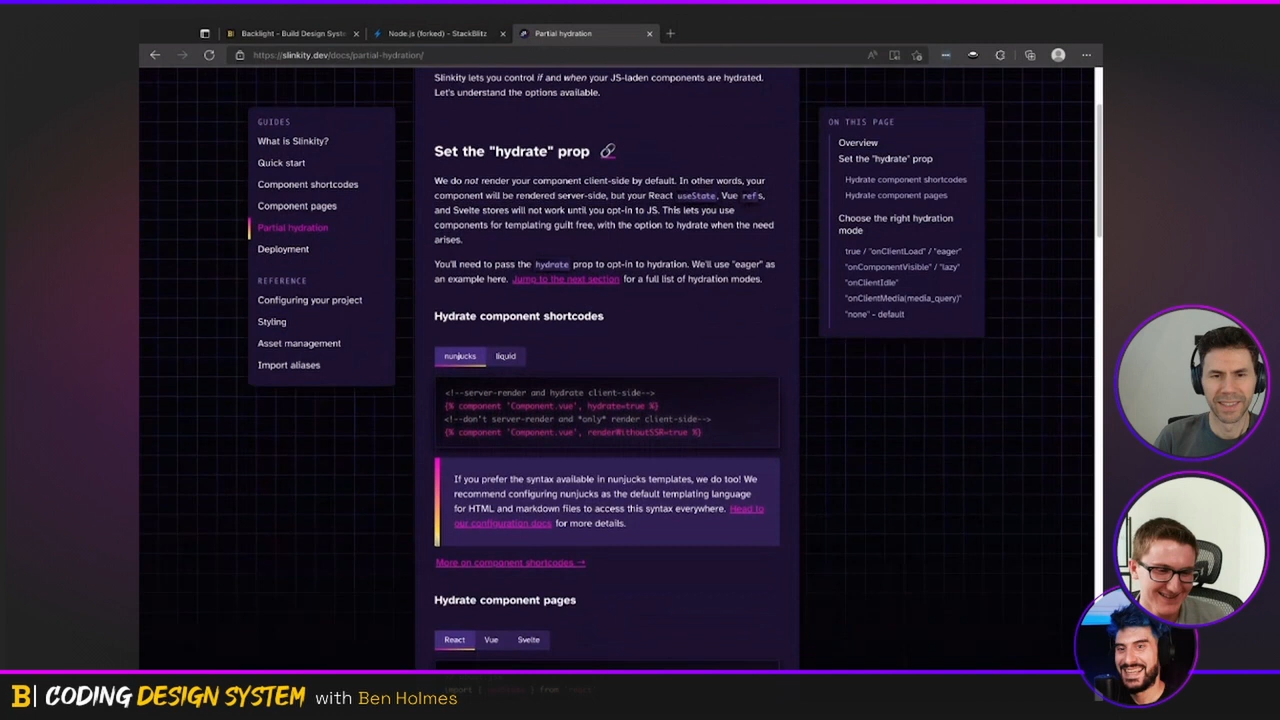 Backlight – Build Design Syste
Node.js (forked) – StackBlitz
Partial hydration
https://slinkity.dev/docs/partial-hydration/
GUIDES
What is Slinkity?
Quick start
Component shortcodes
Component pages
Partial hydration
Deployment
REFERENCE
Configuring your project
Styling
Asset management
Import aliases
Slinkity lets you control if and when your JS-laden components are hydrated.
Let's understand the options available.
Set the "hydrate" prop
We do not render your component client-side by default. In other words, your
component will be rendered server-side, but your React useState, Vue refs,
and Svelte stores will not work until you opt-in to JS. This lets you use
components for templating guilt free, with the option to hydrate when the need
arises.
You'll need to pass the hydrate prop to opt-in to hydration. We'll use "eager" as
an example here. Jump to the next section for a full list of hydration modes.
Hydrate component shortcodes
nunjucks liquid
<!--server-render and hydrate client-side-->
{% component 'Component.vue', hydrate=true %}
<!--don't server-render and *only* render client-side-->
{% component 'Component.vue', renderWithoutSSR=true %}
If you prefer the syntax available in nunjucks templates, we do too! We
recommend configuring nunjucks as the default templating language
for HTML and markdown files to access this syntax everywhere. Head to
our configuration docs for more details.
More on component shortcodes →
Hydrate component pages
React Vue Svelte
ON THIS PAGE
Overview
Set the "hydrate" prop
Hydrate component shortcodes
Hydrate component pages
Choose the right hydration
mode
true / "onClientLoad" / "eager"
"onComponentVisible" / "lazy"
"onClientIdle"
"onClientMedia(media_query)"
"none" - default
B| CODING DESIGN SYSTEM with Ben Holmes